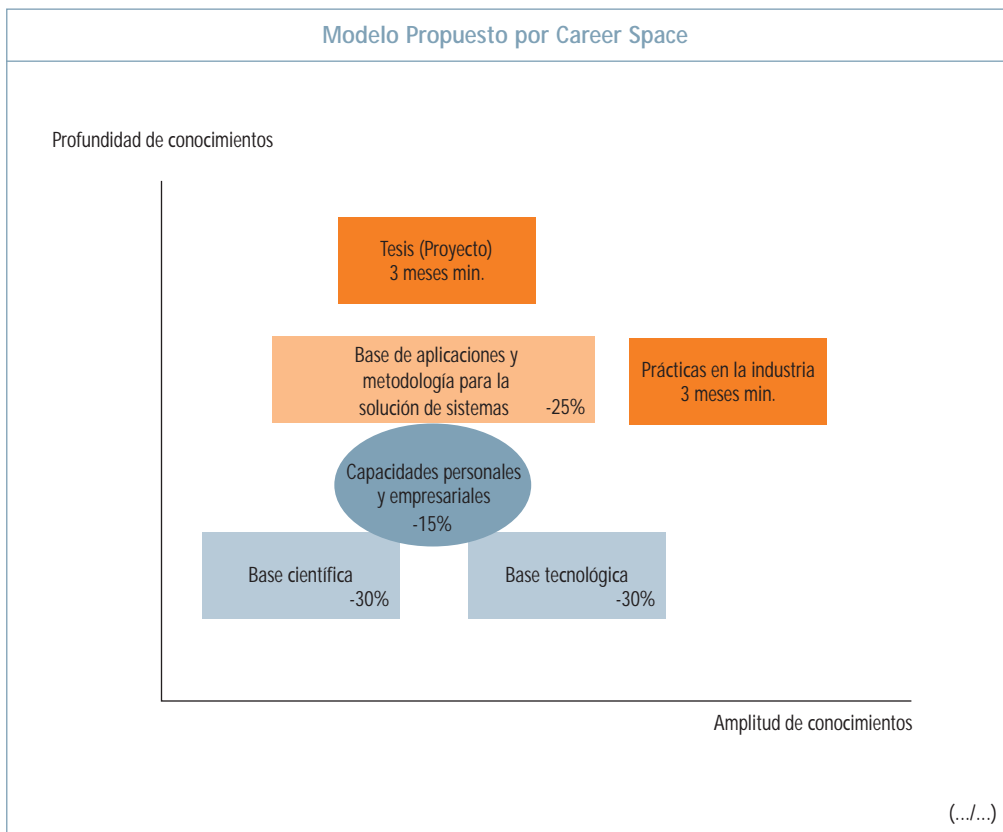 Modelo Propuesto por Career Space
Profundidad de conocimientos
Tesis (Proyecto)
3 meses min.
Base de aplicaciones y
metodología para la
solución de sistemas -25%
Prácticas en la industria
3 meses min.
Capacidades personales
y empresariales
-15%
Base científica
-30%
Base tecnológica
-30%
Amplitud de conocimientos
(.../...)